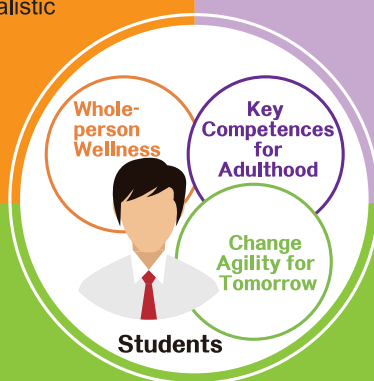 alistic
Whole-
person
Wellness
Key
Competences
for
Adulthood
Change
Agility for
Tomorrow
Students